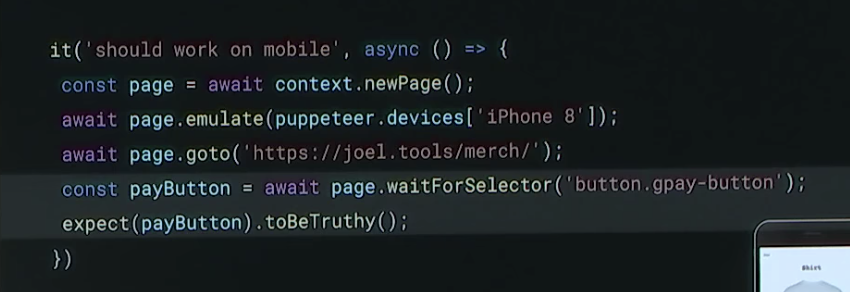 it('should work on mobile', async () => {
const page = await context.newPage();
await page.emulate(puppeteer.devices['iPhone 8']);
await page.goto('https://joel.tools/merch/');
const payButton = await page.waitForSelector('button.gpay-button');
expect(payButton).toBeTruthy();
})
Shirt